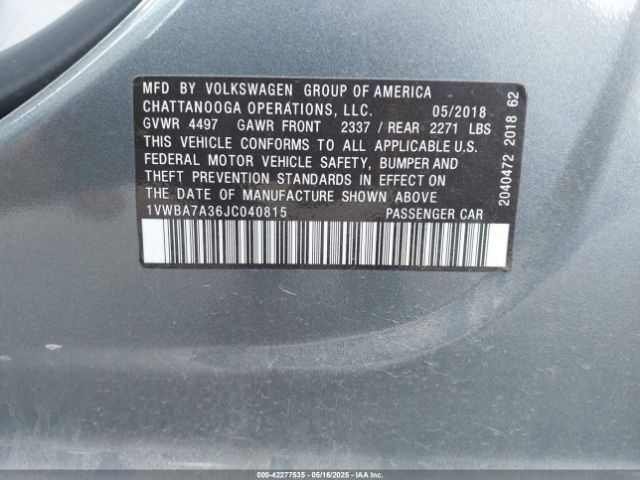 MFD BY VOLKSWAGEN GROUP OF AMERICA
CHATTANOOGA OPERATIONS, LLC. 05/2018
GVWR 4497 GAWR FRONT 2337 / REAR 2271 LBS
THIS VEHICLE CONFORMS TO ALL APPLICABLE U.S.
FEDERAL MOTOR VEHICLE SAFETY, BUMPER AND
THEFT PREVENTION STANDARDS IN EFFECT ON
THE DATE OF MANUFACTURE SHOWN ABOVE
1VWBA7A36JC040815 PASSENGER CAR
2040472 2018 62
000-42277535 - 05/16/2025 - IAAI.com